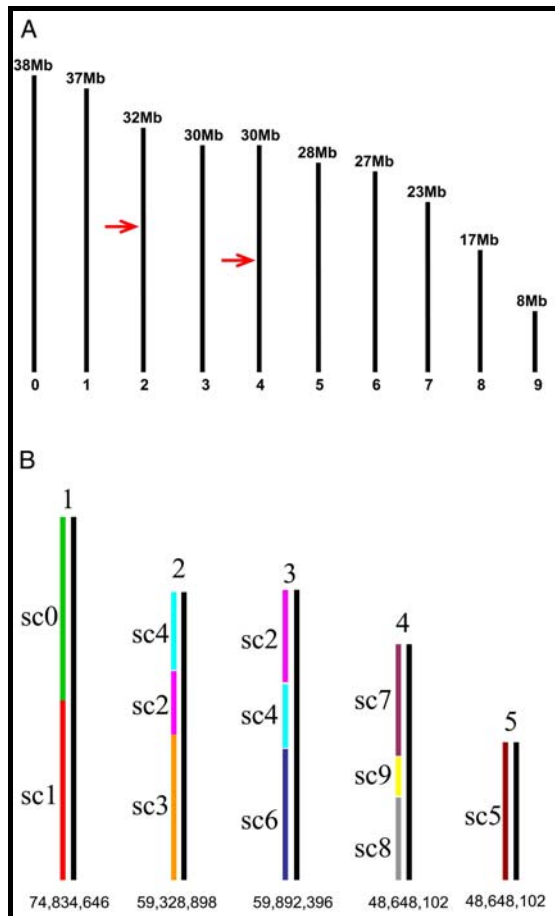 A
38Mb
37Mb
32Mb
30Mb
30Mb
28Mb
27Mb
23Mb
17Mb
8Mb
0 1 2 3 4 5 6 7 8 9
B
1
2
3
4
5
sc0
sc1
sc4
sc2
sc3
sc2
sc4
sc6
sc7
sc9
sc8
sc5
74,834,646 59,328,898 59,892,396 48,648,102 48,648,102